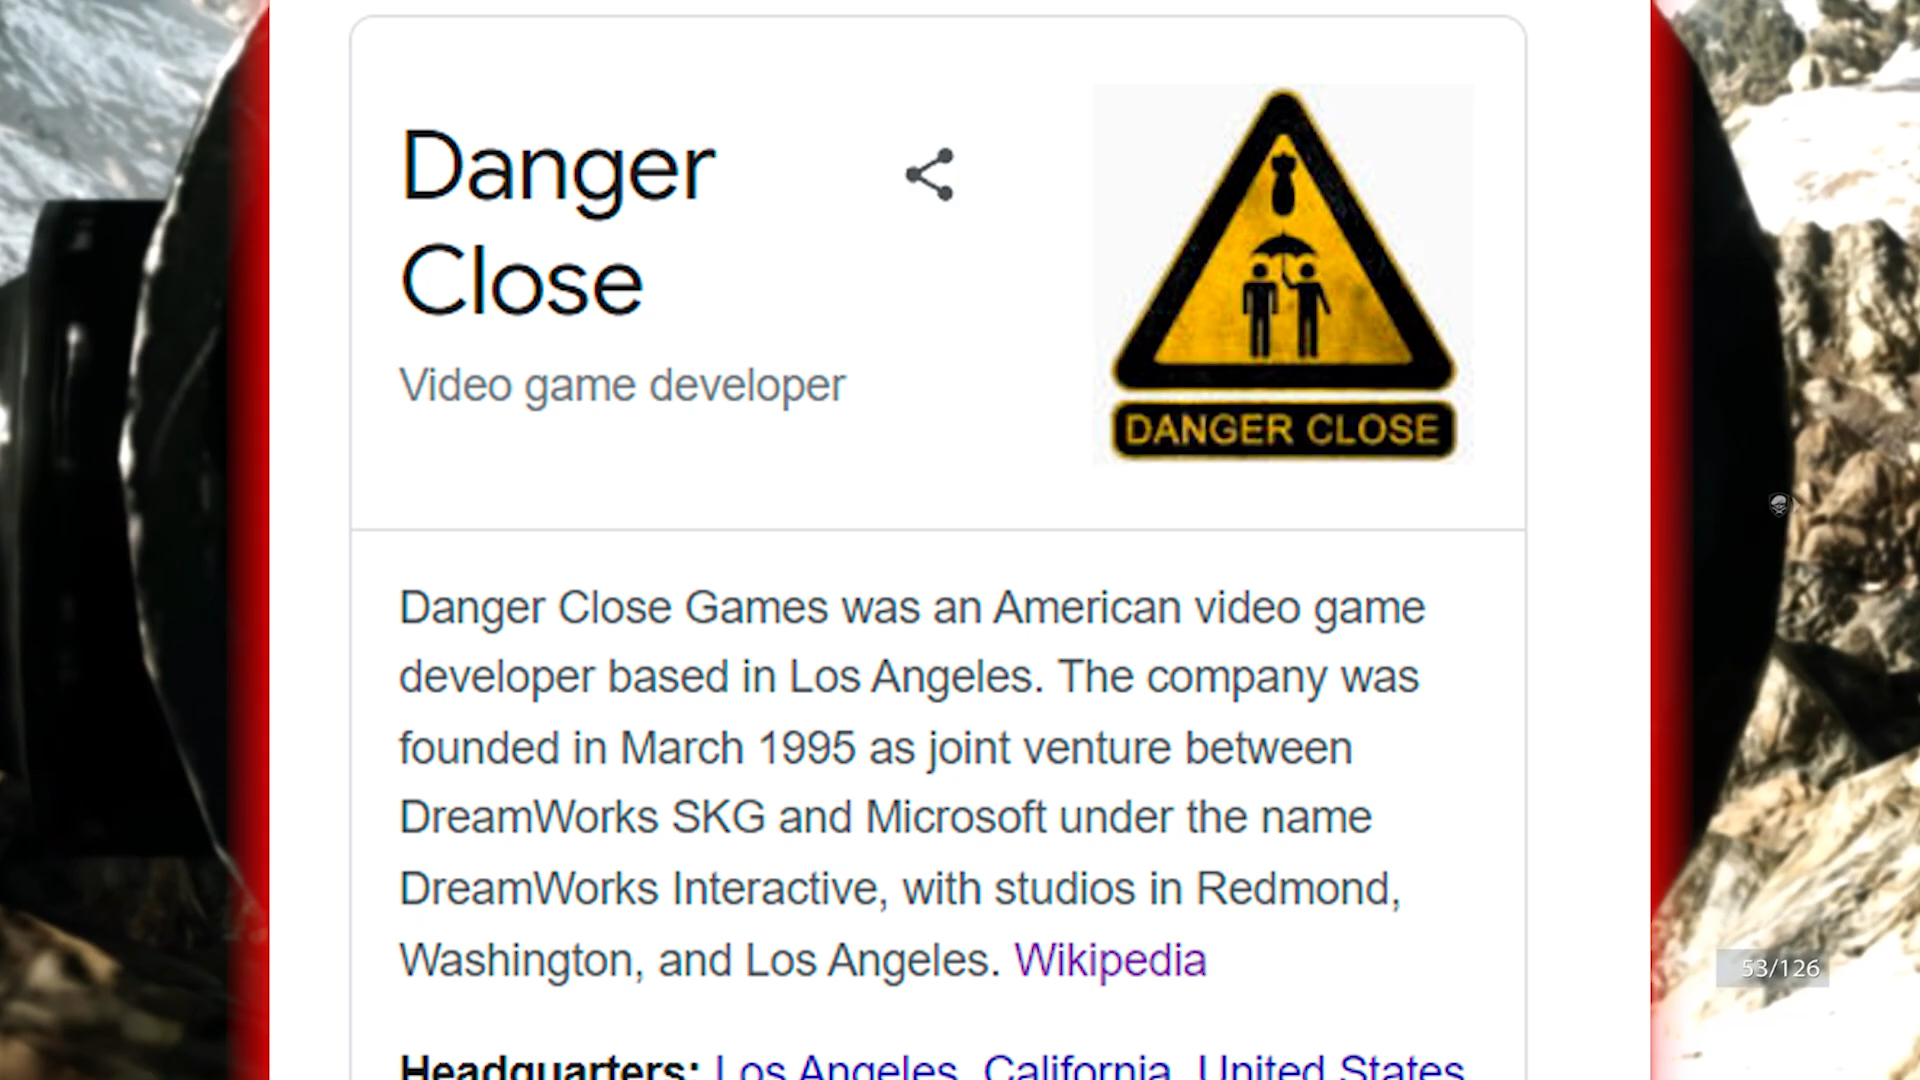 Danger
Close
Video game developer
DANGER CLOSE
Danger Close Games was an American video game
developer based in Los Angeles. The company was
founded in March 1995 as joint venture between
DreamWorks SKG and Microsoft under the name
DreamWorks Interactive, with studios in Redmond,
Washington, and Los Angeles. Wikipedia
53/126
Headquarters: Los Angeles, California, United States